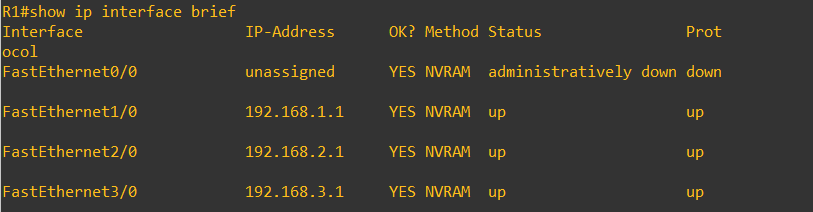 R1#show ip interface brief
Interface                  IP-Address      OK? Method Status                Prot
ocol
FastEthernet0/0            unassigned      YES NVRAM  administratively down down
FastEthernet1/0            192.168.1.1     YES NVRAM  up                    up
FastEthernet2/0            192.168.2.1     YES NVRAM  up                    up
FastEthernet3/0            192.168.3.1     YES NVRAM  up                    up